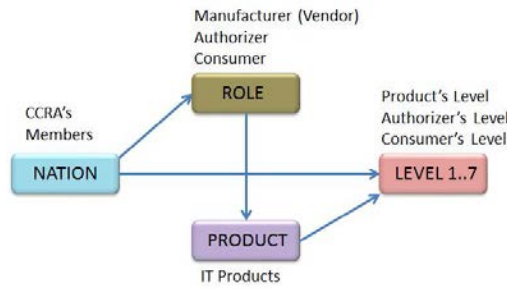 Manufacturer (Vendor)
Authorizer
Consumer
ROLE
CCRA's
Members
NATION
Product's Level
Authorizer's Level
Consumer's Level
LEVEL 1..7
PRODUCT
IT Products